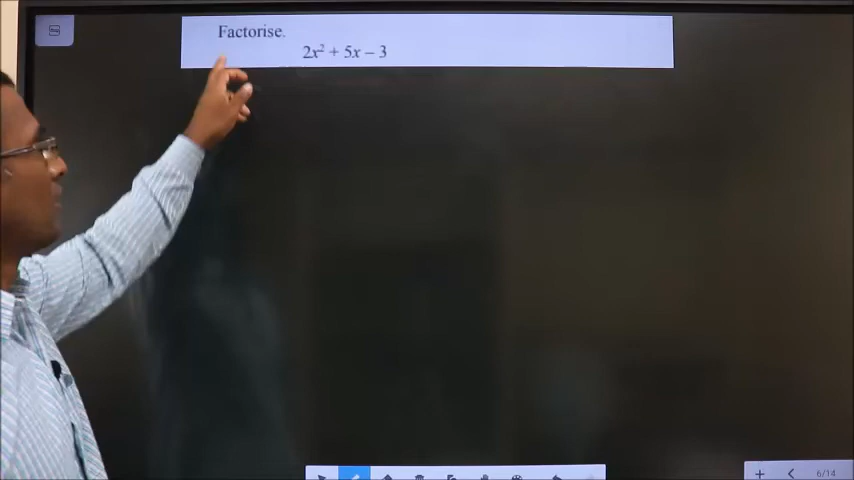 Factorise.
2x² + 5x – 3
6/14